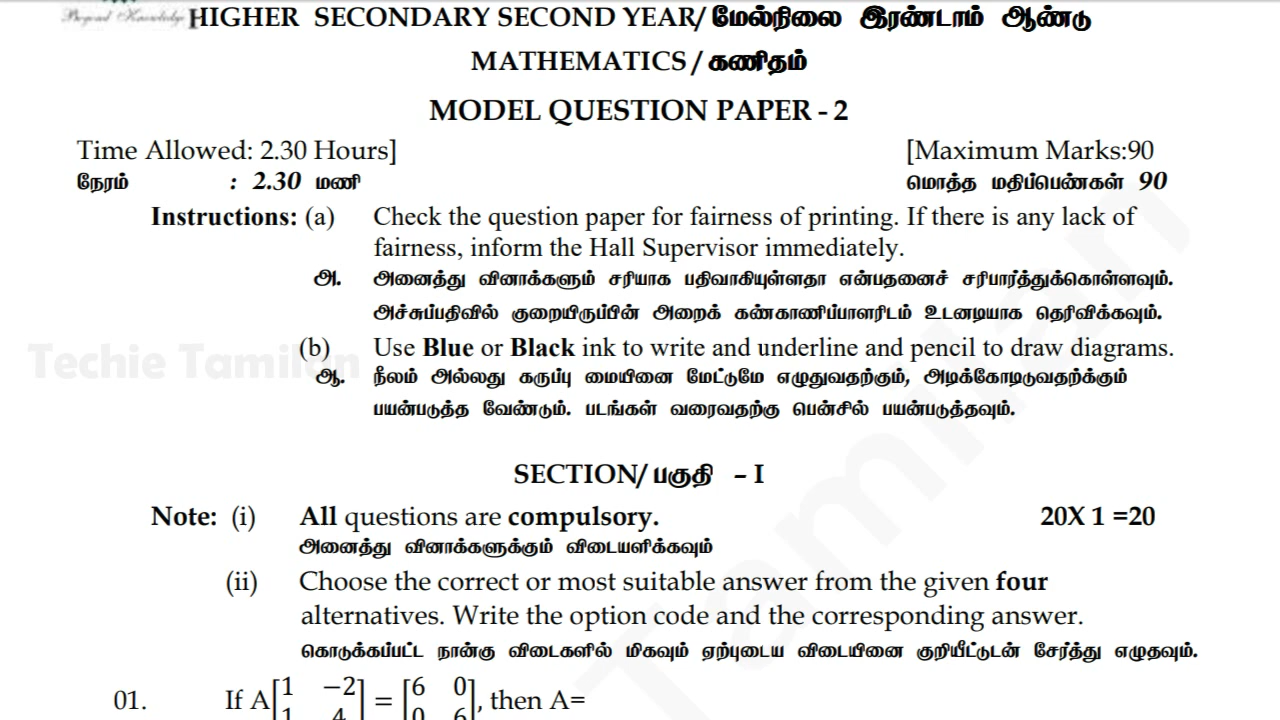 Beyond Knowledge
HIGHER SECONDARY SECOND YEAR/ மேல்நிலை இரண்டாம் ஆண்டு
MATHEMATICS / கணிதம்
MODEL QUESTION PAPER - 2
Time Allowed: 2.30 Hours] [Maximum Marks:90
நேரம் : 2.30 மணி மொத்த மதிப்பெண்கள் 90
Instructions: (a) Check the question paper for fairness of printing. If there is any lack of
fairness, inform the Hall Supervisor immediately.
அ. அனைத்து வினாக்களும் சரியாக பதிவாகியுள்ளதா என்பதனைச் சரிபார்த்துக்கொள்ளவும்.
அச்சுப்பதிவில் குறையிருப்பின் அறைக் கண்காணிப்பாளரிடம் உடனடியாக தெரிவிக்கவும்.
(b) Use Blue or Black ink to write and underline and pencil to draw diagrams.
ஆ. நீலம் அல்லது கருப்பு மையினை மேட்டுமே எழுதுவதற்கும், அடிக்கோடிடுவதற்க்கும்
பயன்படுத்த வேண்டும். படங்கள் வரைவதற்கு பென்சில் பயன்படுத்தவும்.
Techie Tamilan
SECTION/ பகுதி – I
Note: (i) All questions are compulsory. 20X 1 =20
அனைத்து வினாக்களுக்கும் விடையளிக்கவும்
(ii) Choose the correct or most suitable answer from the given four
alternatives. Write the option code and the corresponding answer.
கொடுக்கப்பட்ட நான்கு விடைகளில் மிகவும் ஏற்புடைய விடையினை குறியீட்டுடன் சேர்த்து எழுதவும்.
01. If A[1 −2 1 4] = [6 0 0 6], then A=
Tamilan